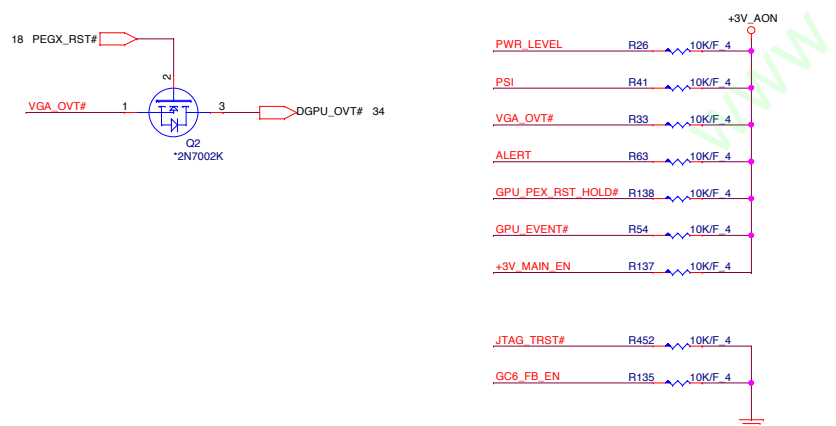 +3V_AON
18 PEGX_RST#
2
VGA_OVT# 1 3 DGPU_OVT# 34
Q2
*2N7002K
PWR_LEVEL R26 10K/F_4
PSI R41 10K/F_4
VGA_OVT# R33 10K/F_4
ALERT R63 10K/F_4
GPU_PEX_RST_HOLD# R138 10K/F_4
GPU_EVENT# R54 10K/F_4
+3V_MAIN_EN R137 10K/F_4
JTAG_TRST# R452 10K/F_4
GC6_FB_EN R135 10K/F_4
www